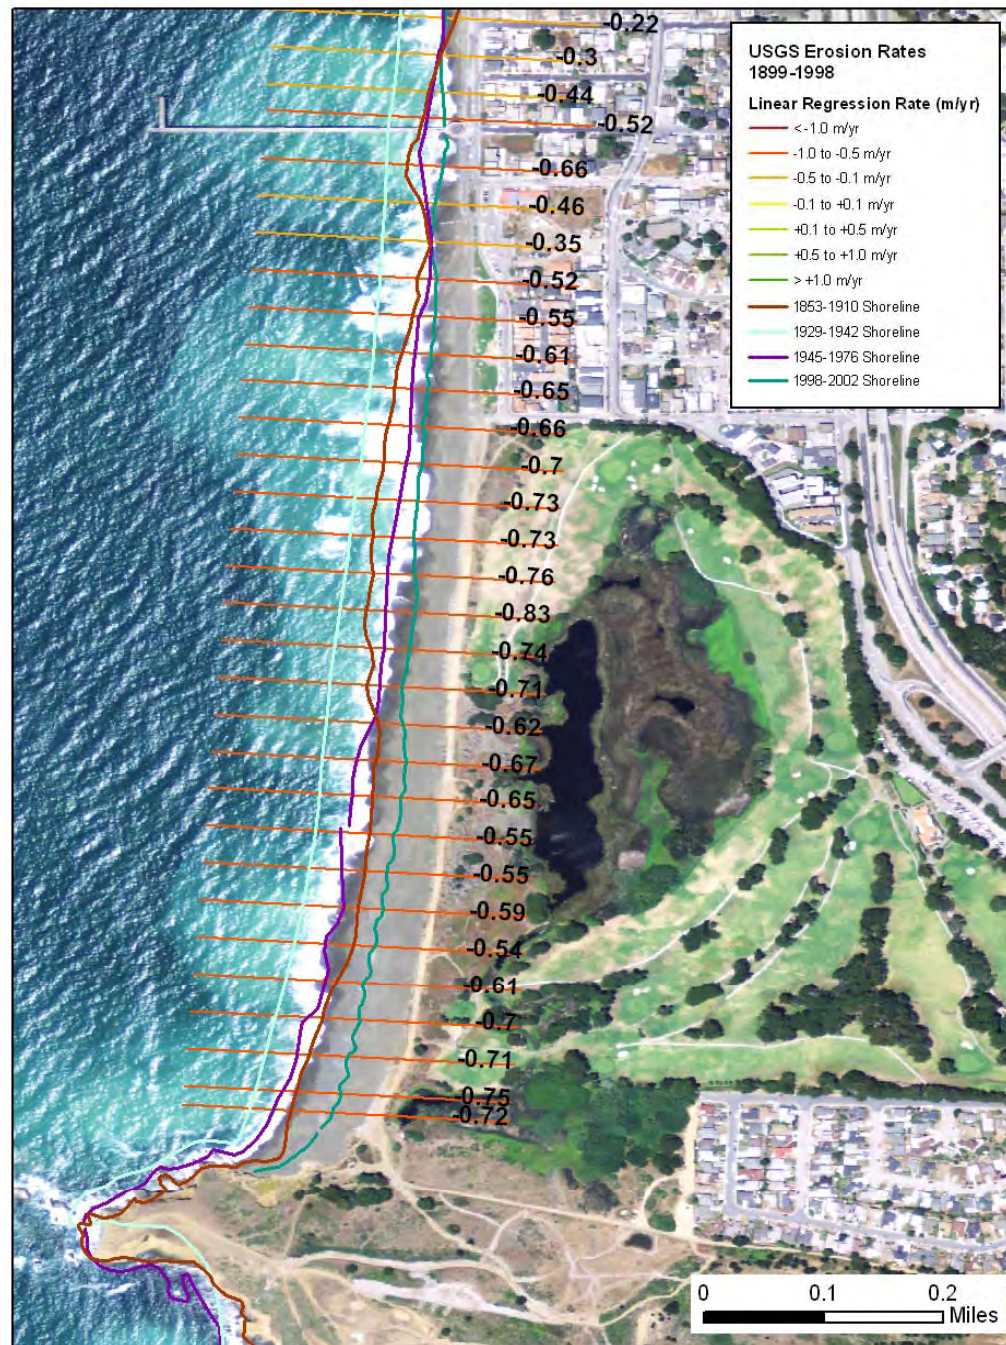 -0.22
-0.3
-0.44
-0.52
-0.66
-0.46
-0.35
-0.52
-0.55
-0.61
-0.65
-0.66
-0.7
-0.73
-0.73
-0.76
-0.83
-0.74
-0.71
-0.62
-0.67
-0.65
-0.55
-0.55
-0.59
-0.54
-0.61
-0.7
-0.71
-0.75
-0.72
USGS Erosion Rates
1899-1998
Linear Regression Rate (m/yr)
< -1.0 m/yr
-1.0 to -0.5 m/yr
-0.5 to -0.1 m/yr
-0.1 to +0.1 m/yr
+0.1 to +0.5 m/yr
+0.5 to +1.0 m/yr
> +1.0 m/yr
1853-1910 Shoreline
1929-1942 Shoreline
1945-1976 Shoreline
1998-2002 Shoreline
0 0.1 0.2
Miles